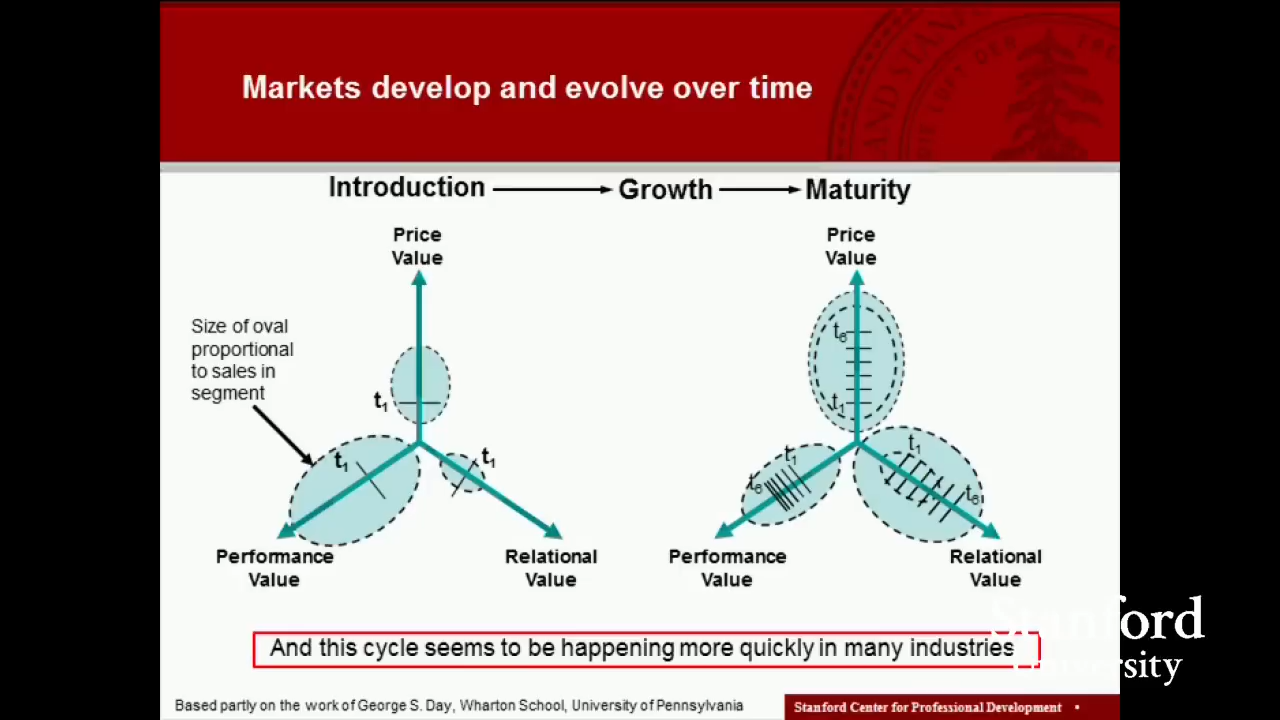 Markets develop and evolve over time
Introduction Growth Maturity
Price
Value
Price
Value
Size of oval
proportional
to sales in
segment
t6
t1
t1
t1
t1
t1
t1
t6
t6
Performance
Value
Relational
Value
Performance
Value
Relational
Value
And this cycle seems to be happening more quickly in many industries
Stanford
University
Based partly on the work of George S. Day, Wharton School, University of Pennsylvania
Stanford Center for Professional Development •